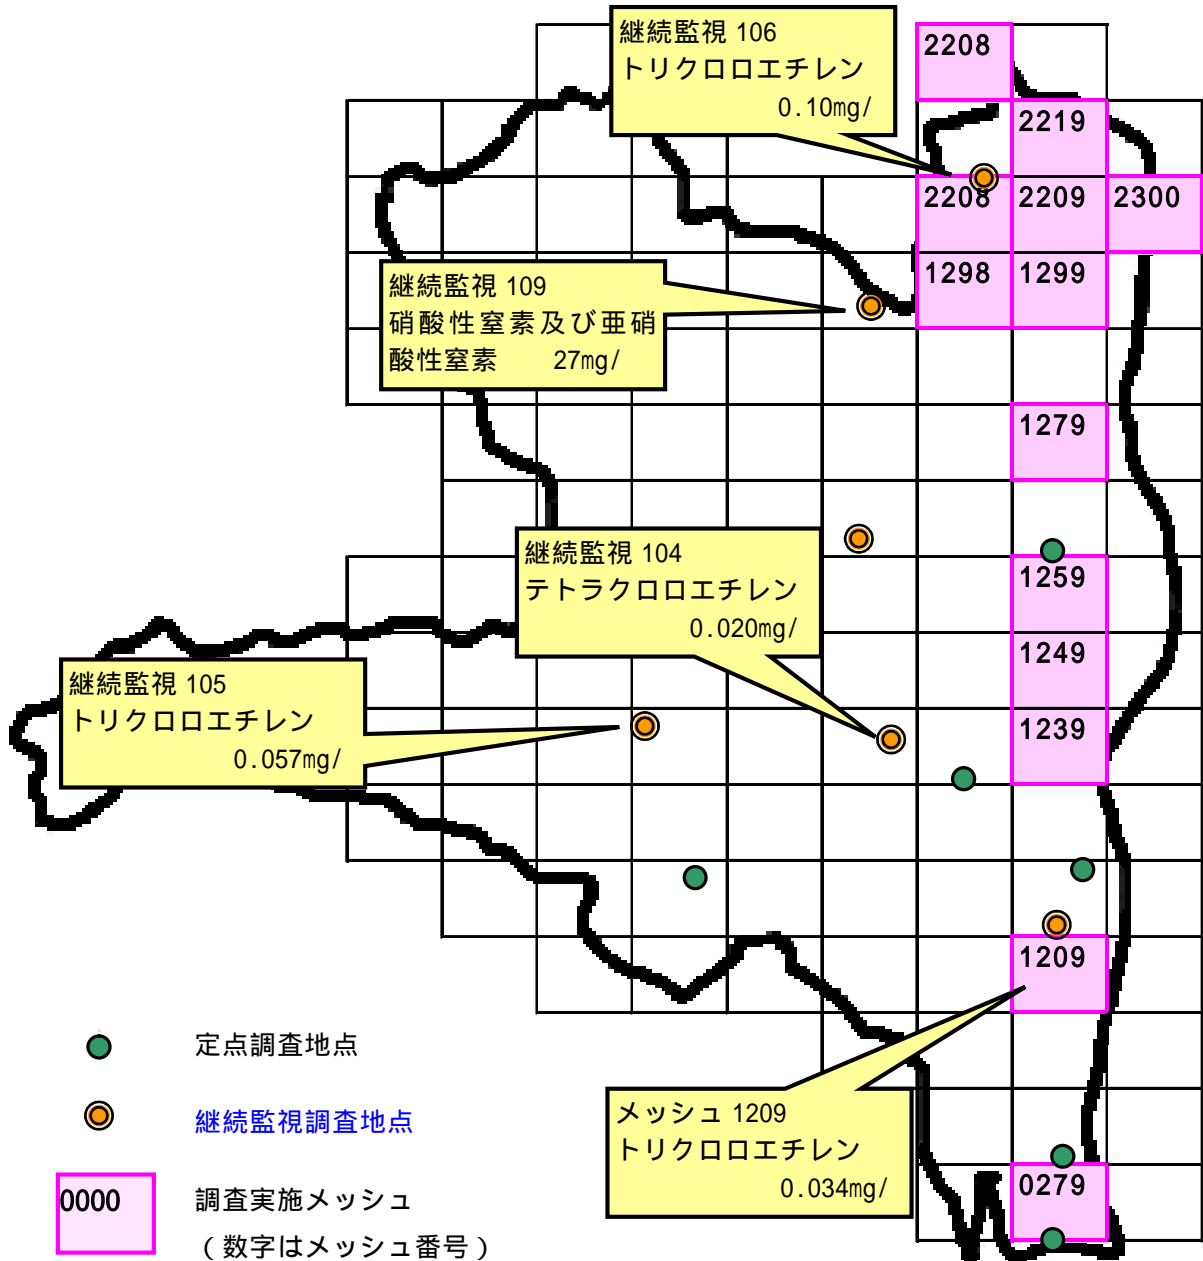 継続監視 106
トリクロロエチレン
0.10mg/
2208
2219
2208
2209
2300
1298
1299
継続監視 109
硝酸性窒素及び亜硝
酸性窒素 27mg/
1279
継続監視 104
テトラクロロエチレン
0.020mg/
1259
1249
1239
継続監視 105
トリクロロエチレン
0.057mg/
1209
メッシュ 1209
トリクロロエチレン
0.034mg/
0279
定点調査地点
継続監視調査地点
0000 調査実施メッシュ
(数字はメッシュ番号)